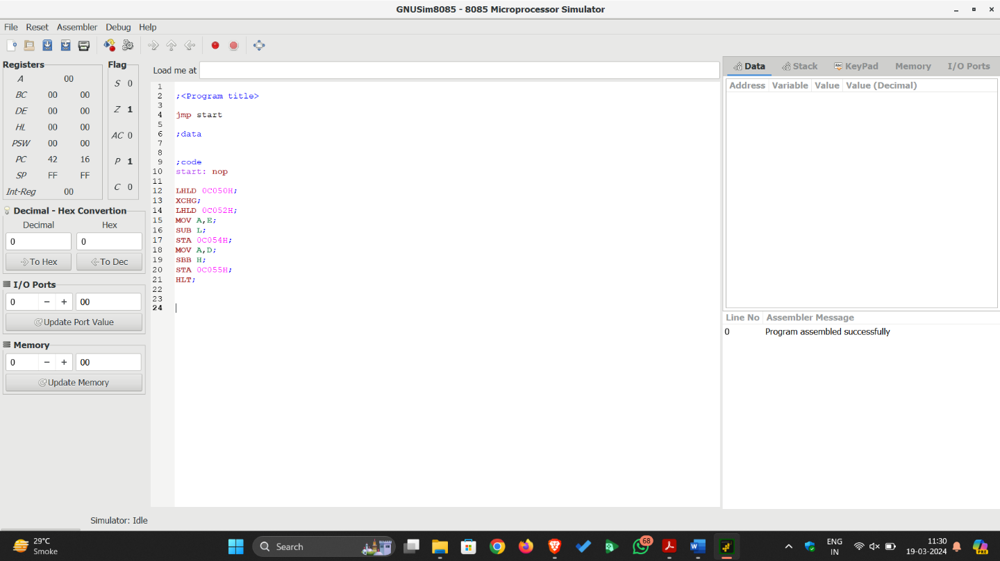 GNUSim8085 - 8085 Microprocessor Simulator
File Reset Assembler Debug Help
Registers
A 00
BC 00 00
DE 00 00
HL 00 00
PSW 00 00
PC 42 16
SP FF FF
Int-Reg 00
Flag
S 0
Z 1
AC 0
P 1
C 0
Decimal - Hex Convertion
Decimal Hex
0 0
To Hex To Dec
I/O Ports
0 − + 00
Update Port Value
Memory
0 − + 00
Update Memory
Load me at
1
2 ;<Program title>
3
4 jmp start
5
6 ;data
7
8
9 ;code
10 start: nop
11
12 LHLD 0C050H;
13 XCHG;
14 LHLD 0C052H;
15 MOV A,E;
16 SUB L;
17 STA 0C054H;
18 MOV A,D;
19 SBB H;
20 STA 0C055H;
21 HLT;
22
23
24
Data Stack KeyPad Memory I/O Ports
Address Variable Value Value (Decimal)
Line No Assembler Message
0 Program assembled successfully
Simulator: Idle
29°C
Smoke
Search
68
ENG
IN
11:30
19-03-2024